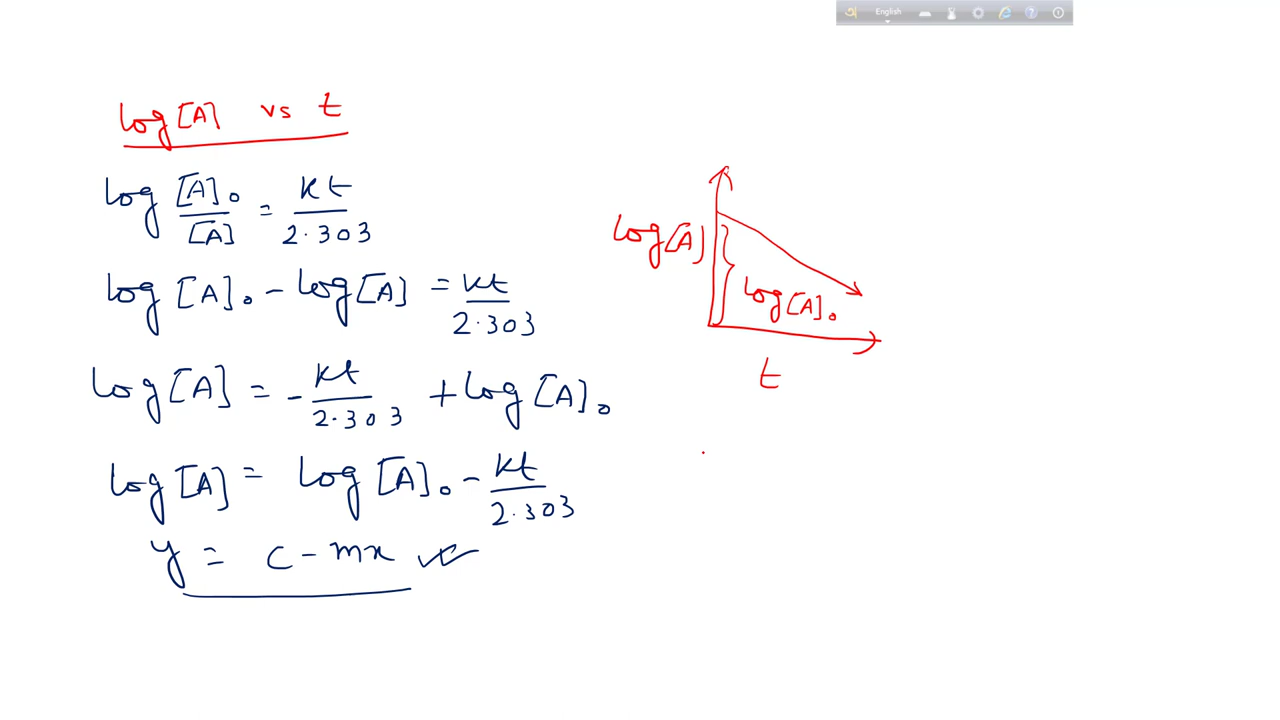 English
log [A] vs t
log [A]₀ / [A] = kt / 2.303
log [A]₀ - log [A] = kt / 2.303
log [A] = - kt / 2.303 + log [A]₀
log [A] = log [A]₀ - kt / 2.303
y = c - mx
log [A]
log [A]₀
t